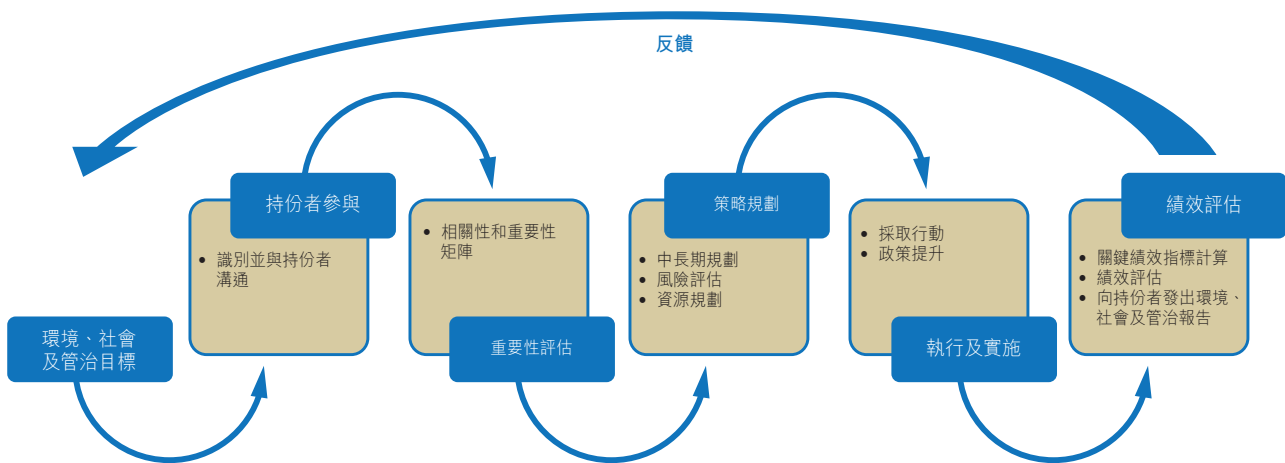 反饋
環境、社會
及管治目標
持份者參與
• 識別並與持份者
溝通
• 相關性和重要性
矩陣
重要性評估
策略規劃
• 中長期規劃
• 風險評估
• 資源規劃
• 採取行動
• 政策提升
執行及實施
績效評估
• 關鍵績效指標計算
• 績效評估
• 向持份者發出環境、
社會及管治報告